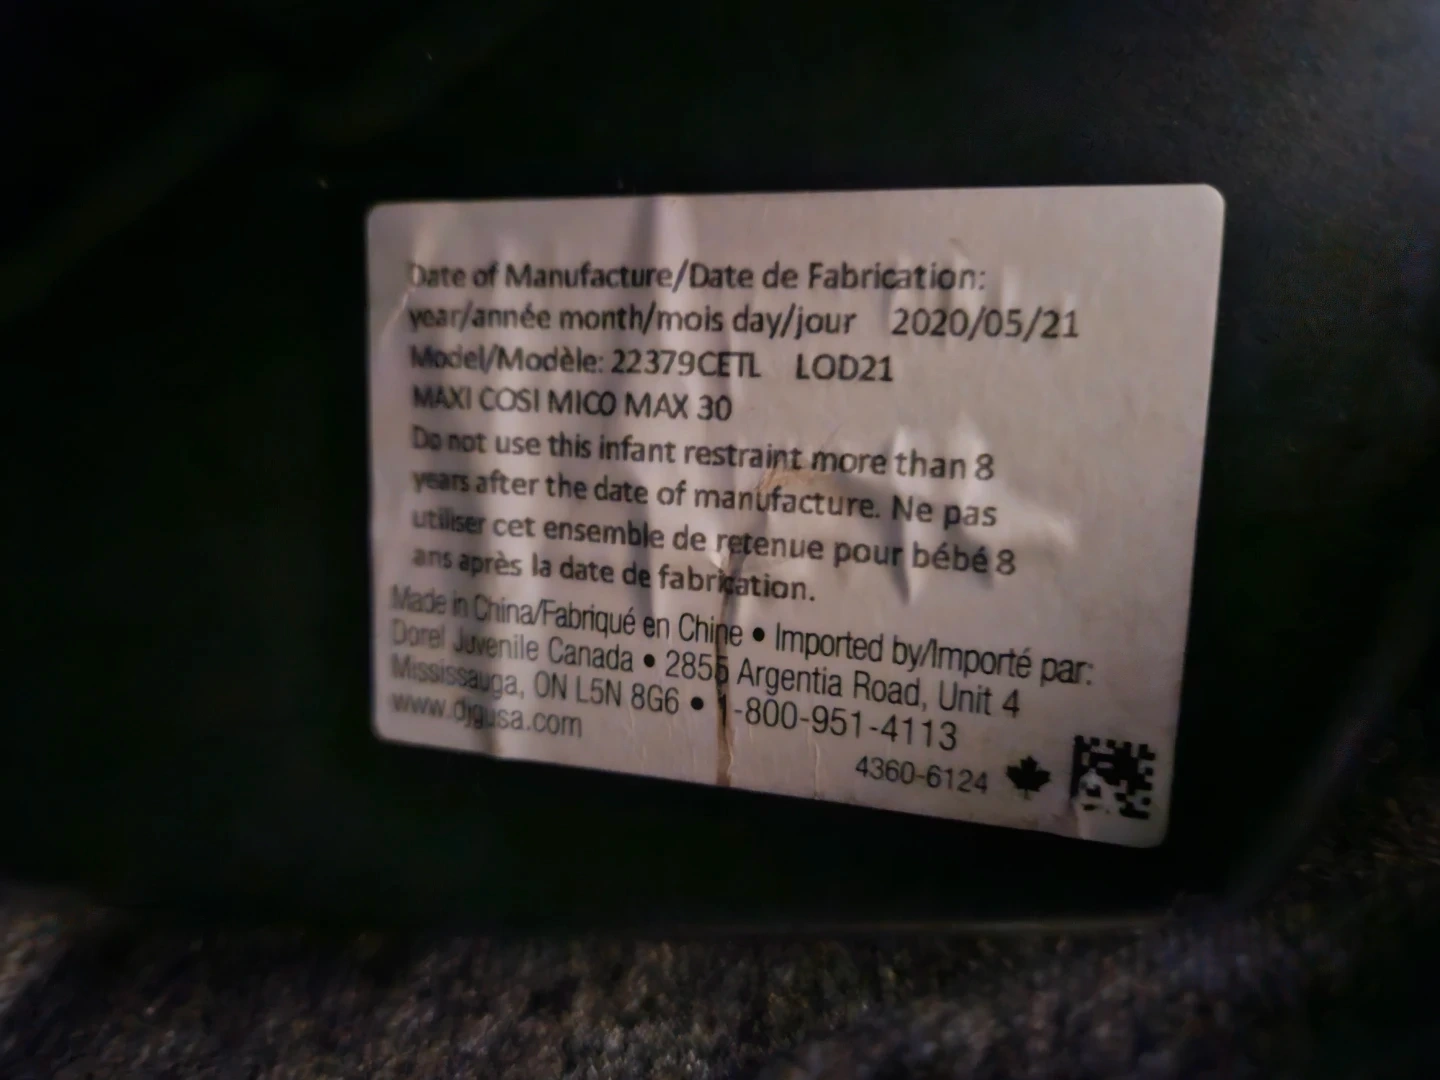 Date of Manufacture/Date de Fabrication:
year/année month/mois day/jour 2020/05/21
Model/Modèle: 22379CETL LOD21
MAXI COSI MICO MAX 30
Do not use this infant restraint more than 8
years after the date of manufacture. Ne pas
utiliser cet ensemble de retenue pour bébé 8
ans après la date de fabrication.
Made in China/Fabriqué en Chine • Imported by/Importé par:
Dorel Juvenile Canada • 2855 Argentia Road, Unit 4
Mississauga, ON L5N 8G6 • 1-800-951-4113
www.djgusa.com
4360-6124